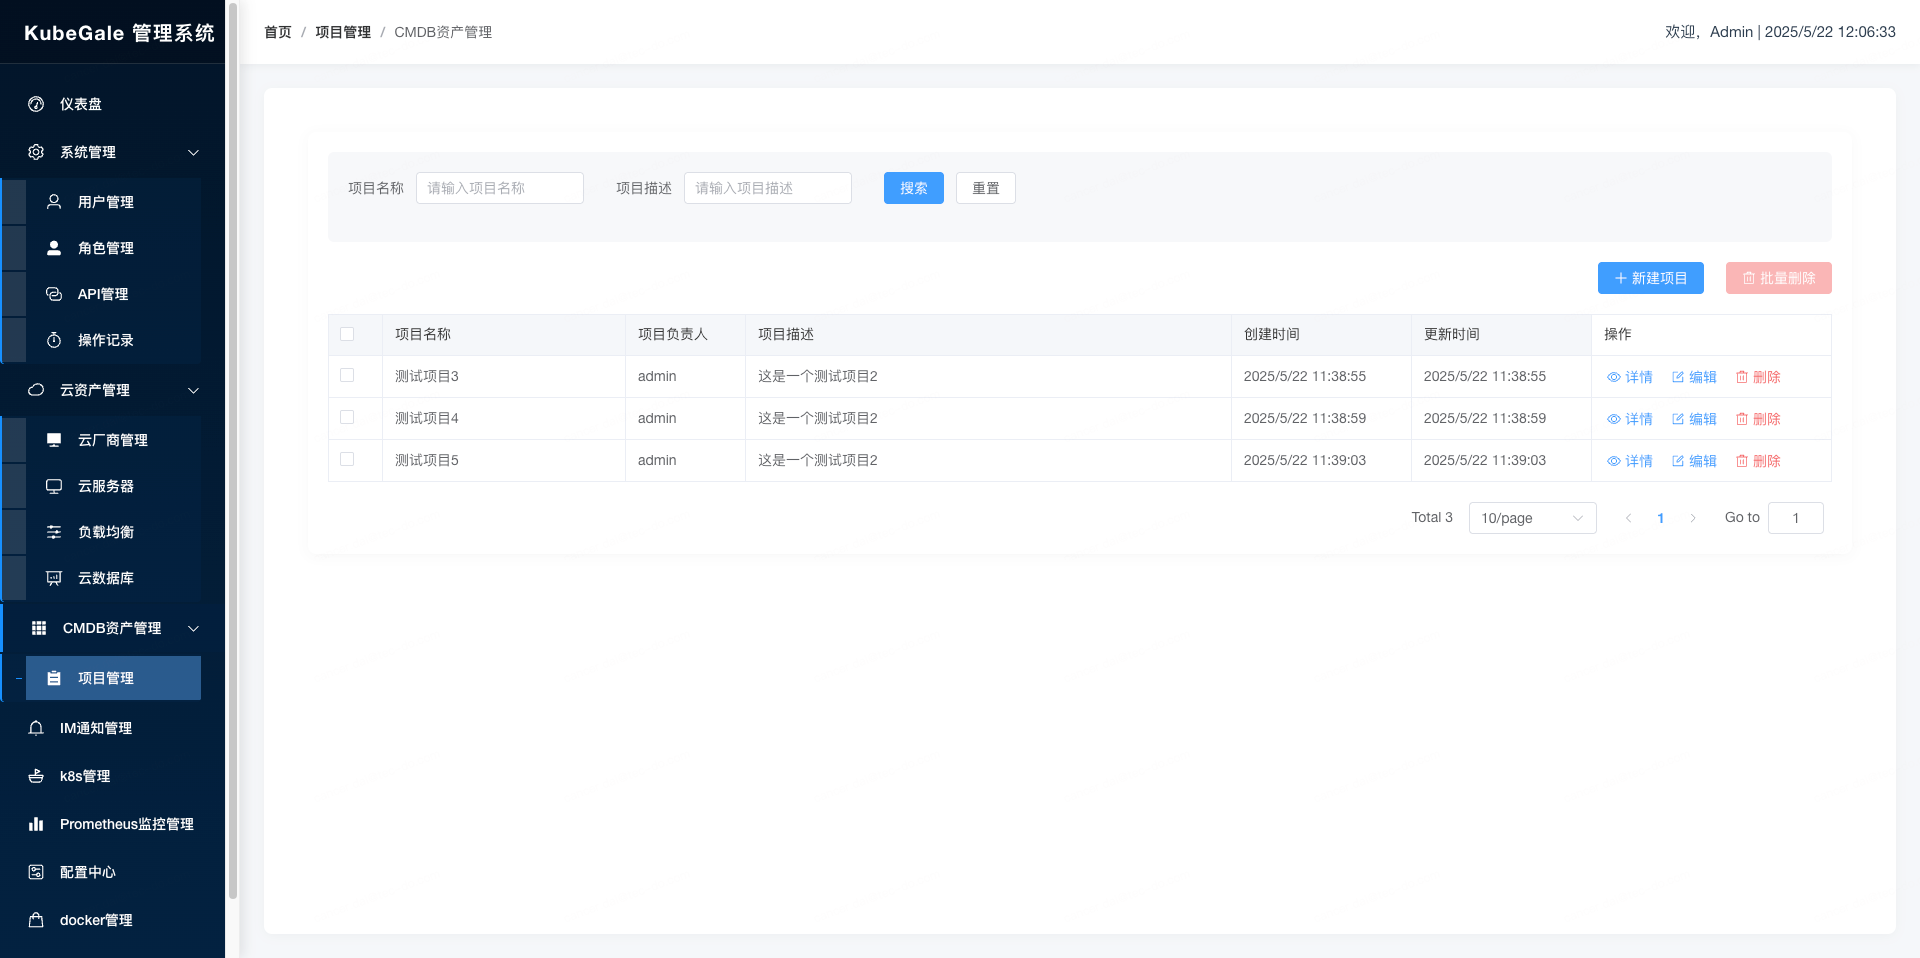 KubeGale 管理系统
仪表盘
系统管理
用户管理
角色管理
API管理
操作记录
云资产管理
云厂商管理
云服务器
负载均衡
云数据库
CMDB资产管理
项目管理
IM通知管理
k8s管理
Prometheus监控管理
配置中心
docker管理
首页 / 项目管理 / CMDB资产管理
欢迎，Admin | 2025/5/22 12:06:33
项目名称 请输入项目名称 项目描述 请输入项目描述 搜索 重置
新建项目 批量删除
项目名称 项目负责人 项目描述 创建时间 更新时间 操作
测试项目3 admin 这是一个测试项目2 2025/5/22 11:38:55 2025/5/22 11:38:55 详情 编辑 删除
测试项目4 admin 这是一个测试项目2 2025/5/22 11:38:59 2025/5/22 11:38:59 详情 编辑 删除
测试项目5 admin 这是一个测试项目2 2025/5/22 11:39:03 2025/5/22 11:39:03 详情 编辑 删除
Total 3 10/page 1 Go to 1